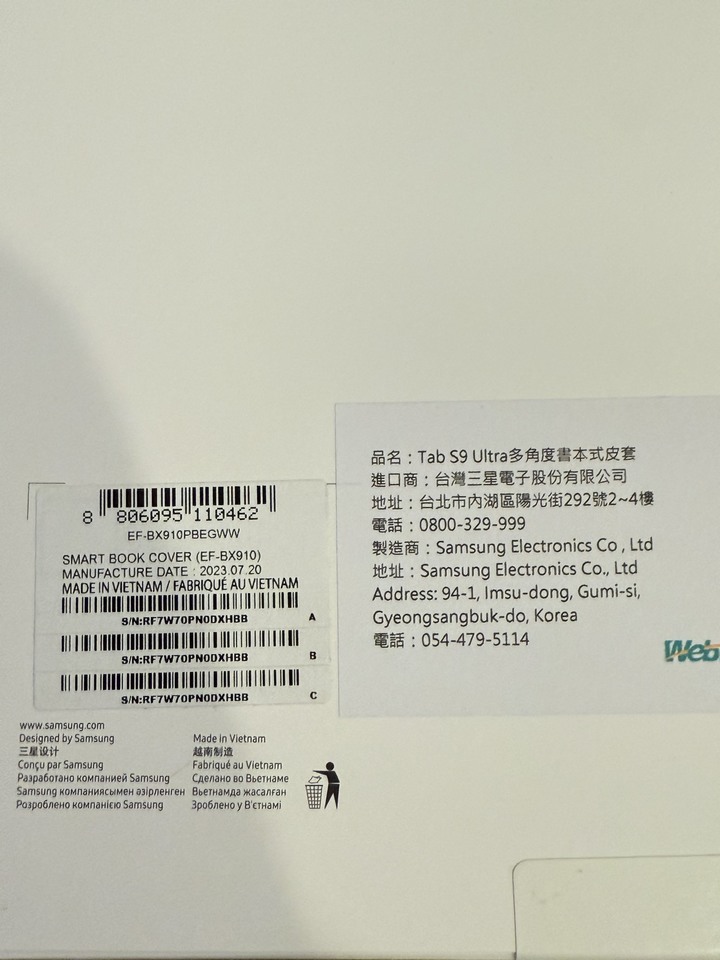 8 806095 110462
EF-BX910PBEGWW
SMART BOOK COVER (EF-BX910)
MANUFACTURE DATE : 2023.07.20
MADE IN VIETNAM / FABRIQUÉ AU VIETNAM
S/N:RF7W70PN0DXHBB A
S/N:RF7W70PN0DXHBB B
S/N:RF7W70PN0DXHBB C
品名：Tab S9 Ultra多角度書本式皮套
進口商：台灣三星電子股份有限公司
地址：台北市內湖區陽光街292號2~4樓
電話：0800-329-999
製造商：Samsung Electronics Co , Ltd
地址：Samsung Electronics Co., Ltd
Address: 94-1, Imsu-dong, Gumi-si,
Gyeongsangbuk-do, Korea
電話：054-479-5114
Web
www.samsung.com
Designed by Samsung
三星设计
Conçu par Samsung
Разработано компанией Samsung
Samsung компаниясымен әзірленген
Розроблено компанією Samsung
Made in Vietnam
越南制造
Fabriqué au Vietnam
Сделано во Вьетнаме
Вьетнамда жасалған
Зроблено у В'єтнамі